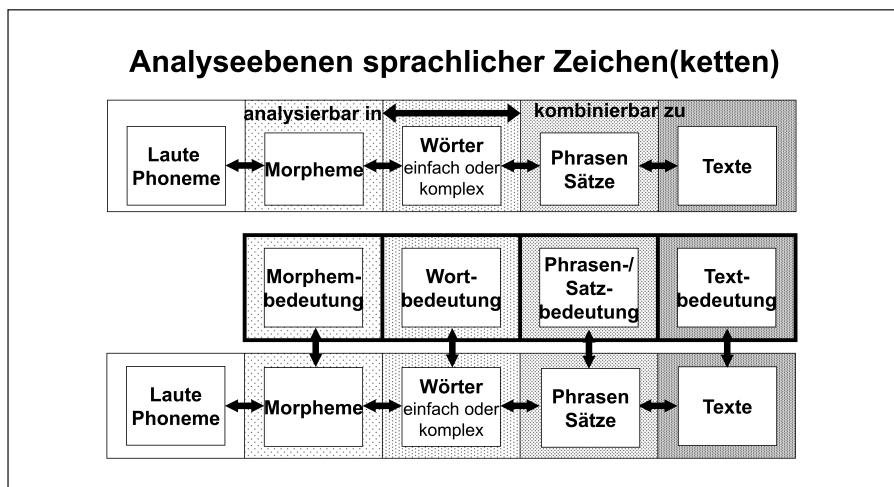 Analyseebenen sprachlicher Zeichen(ketten)
analysierbar in
kombinierbar zu
Laute
Phoneme
Morpheme
Wörter
einfach oder
komplex
Phrasen
Sätze
Texte
Morphem-
bedeutung
Wort-
bedeutung
Phrasen-/
Satz-
bedeutung
Text-
bedeutung
Laute
Phoneme
Morpheme
Wörter
einfach oder
komplex
Phrasen
Sätze
Texte